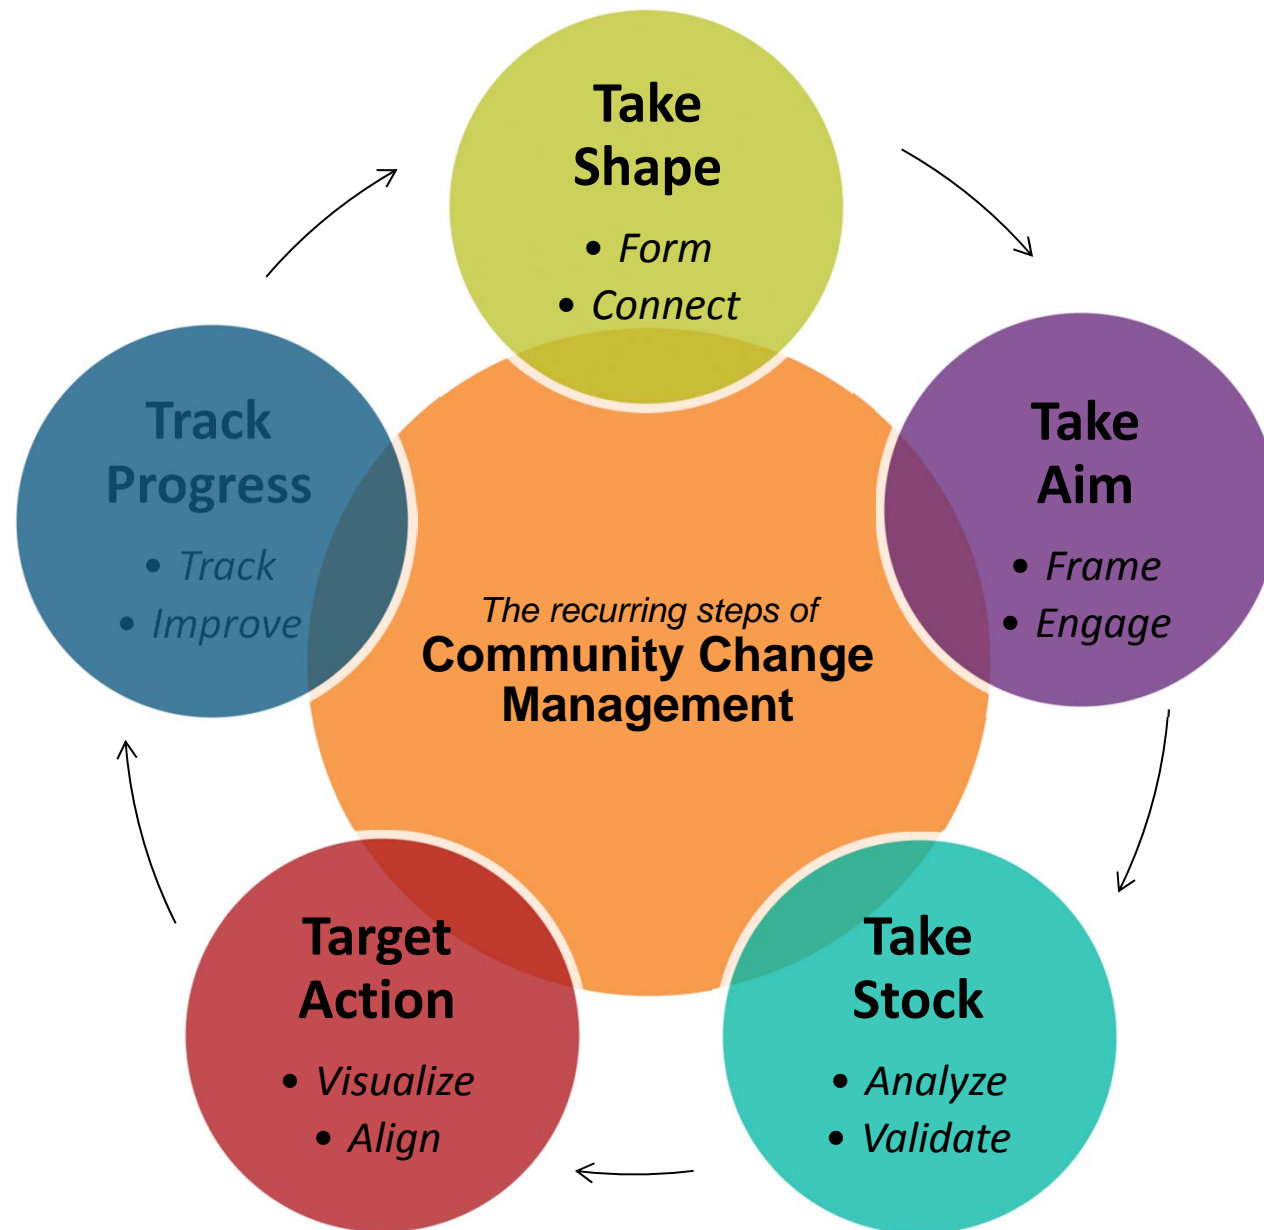 Take
Shape
• Form
• Connect
Take
Aim
• Frame
• Engage
Take
Stock
• Analyze
• Validate
Target
Action
• Visualize
• Align
Track
Progress
• Track
• Improve
The recurring steps of
Community Change
Management